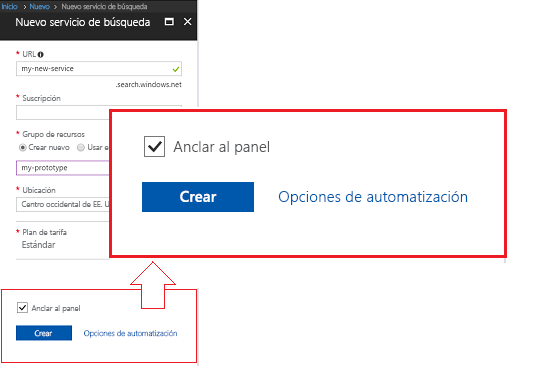 Inicio > Nuevo > Nuevo servicio de búsqueda
Nuevo servicio de búsqueda
* URL
my-new-service
.search.windows.net
* Suscripción
* Grupo de recursos
Crear nuevo Usar e
my-prototype
* Ubicación
Centro occidental de EE. U
* Plan de tarifa
Estándar
Anclar al panel
Crear Opciones de automatización
Anclar al panel
Crear Opciones de automatización